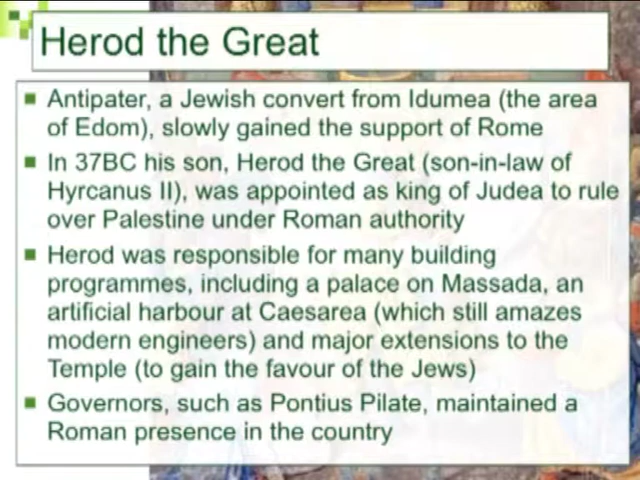 Herod the Great
Antipater, a Jewish convert from Idumea (the area
of Edom), slowly gained the support of Rome
In 37BC his son, Herod the Great (son-in-law of
Hyrcanus II), was appointed as king of Judea to rule
over Palestine under Roman authority
Herod was responsible for many building
programmes, including a palace on Massada, an
artificial harbour at Caesarea (which still amazes
modern engineers) and major extensions to the
Temple (to gain the favour of the Jews)
Governors, such as Pontius Pilate, maintained a
Roman presence in the country